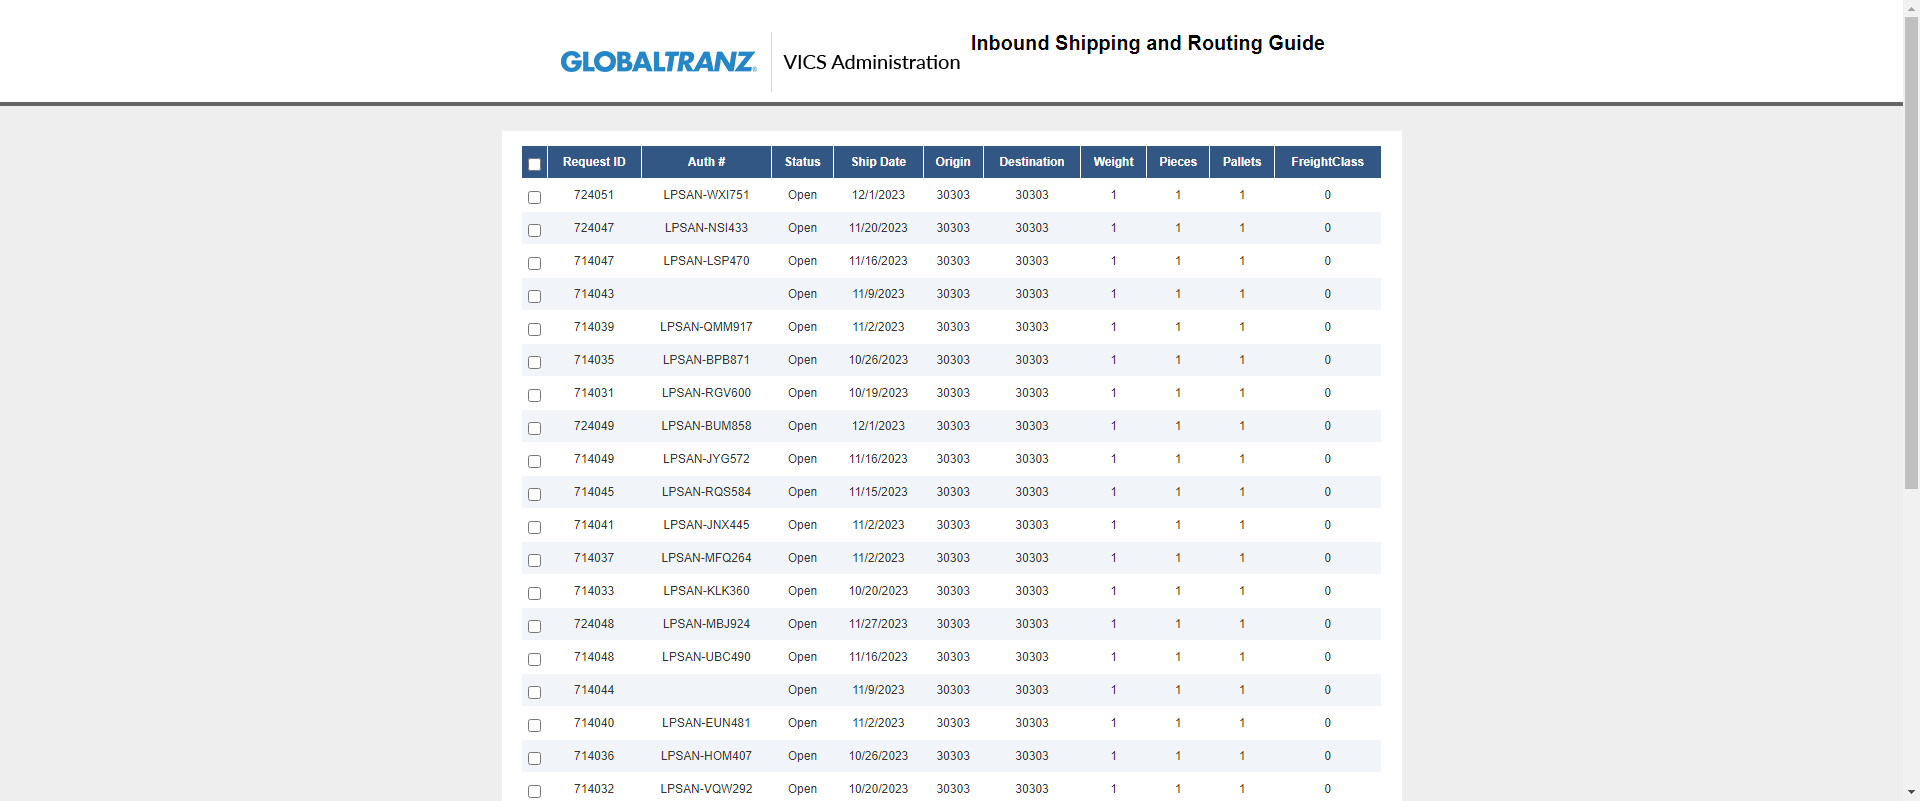 GLOBALTRANZ
VICS Administration
Inbound Shipping and Routing Guide
Request ID Auth # Status Ship Date Origin Destination Weight Pieces Pallets FreightClass
724051 LPSAN-WXI751 Open 12/1/2023 30303 30303 1 1 1 0
724047 LPSAN-NSI433 Open 11/20/2023 30303 30303 1 1 1 0
714047 LPSAN-LSP470 Open 11/16/2023 30303 30303 1 1 1 0
714043 Open 11/9/2023 30303 30303 1 1 1 0
714039 LPSAN-QMM917 Open 11/2/2023 30303 30303 1 1 1 0
714035 LPSAN-BPB871 Open 10/26/2023 30303 30303 1 1 1 0
714031 LPSAN-RGV600 Open 10/19/2023 30303 30303 1 1 1 0
724049 LPSAN-BUM858 Open 12/1/2023 30303 30303 1 1 1 0
714049 LPSAN-JYG572 Open 11/16/2023 30303 30303 1 1 1 0
714045 LPSAN-RQS584 Open 11/15/2023 30303 30303 1 1 1 0
714041 LPSAN-JNX445 Open 11/2/2023 30303 30303 1 1 1 0
714037 LPSAN-MFQ264 Open 11/2/2023 30303 30303 1 1 1 0
714033 LPSAN-KLK360 Open 10/20/2023 30303 30303 1 1 1 0
724048 LPSAN-MBJ924 Open 11/27/2023 30303 30303 1 1 1 0
714048 LPSAN-UBC490 Open 11/16/2023 30303 30303 1 1 1 0
714044 Open 11/9/2023 30303 30303 1 1 1 0
714040 LPSAN-EUN481 Open 11/2/2023 30303 30303 1 1 1 0
714036 LPSAN-HOM407 Open 10/26/2023 30303 30303 1 1 1 0
714032 LPSAN-VQW292 Open 10/20/2023 30303 30303 1 1 1 0